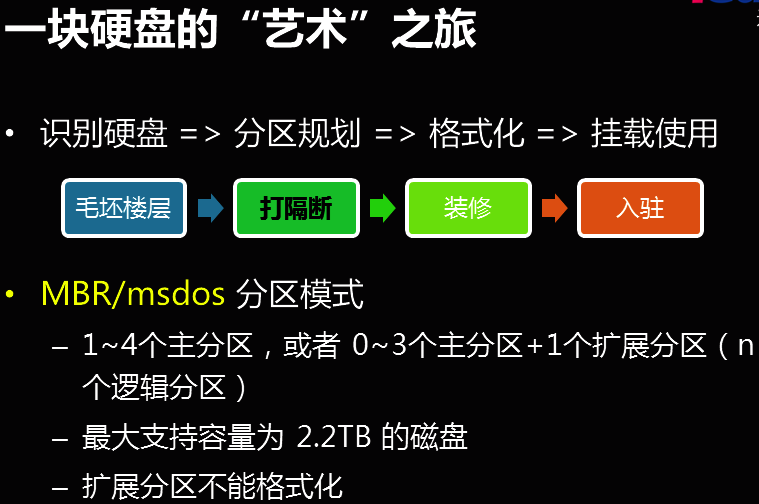 一块硬盘的“艺术”之旅
• 识别硬盘 => 分区规划 => 格式化 => 挂载使用
毛坯楼层 打隔断 装修 入驻
• MBR/msdos 分区模式
– 1~4个主分区，或者 0~3个主分区+1个扩展分区（n
个逻辑分区）
– 最大支持容量为 2.2TB 的磁盘
– 扩展分区不能格式化